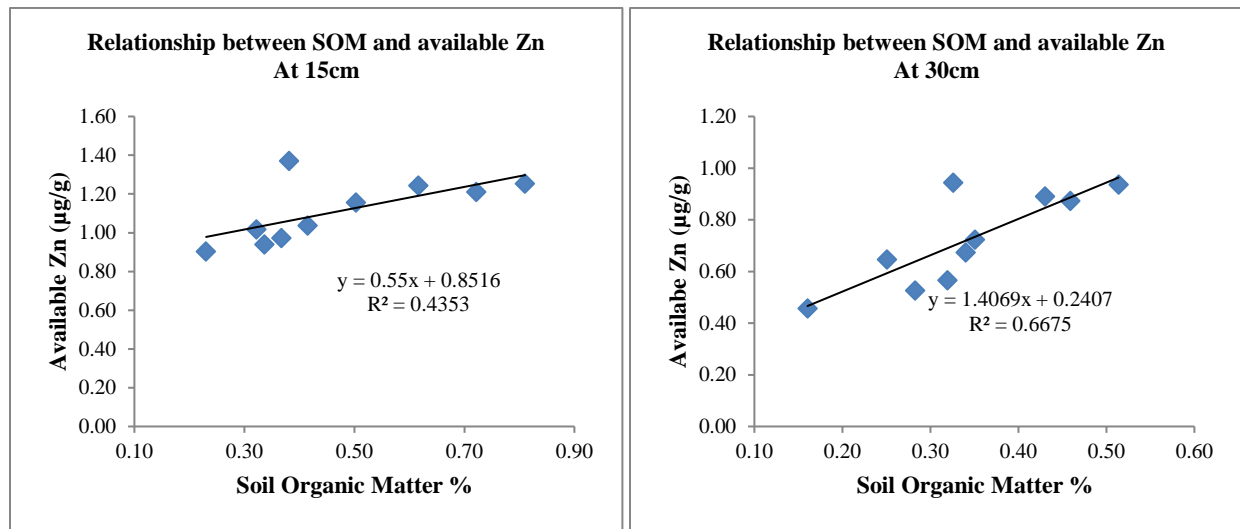 Relationship between SOM and available Zn
At 15cm
Available Zn (µg/g)
1.60
1.40
1.20
1.00
0.80
0.60
0.40
0.20
0.00
y = 0.55x + 0.8516
R² = 0.4353
0.10 0.30 0.50 0.70 0.90
Soil Organic Matter %
Relationship between SOM and available Zn
At 30cm
Availabe Zn (µg/g)
1.20
1.00
0.80
0.60
0.40
0.20
0.00
y = 1.4069x + 0.2407
R² = 0.6675
0.10 0.20 0.30 0.40 0.50 0.60
Soil Organic Matter %